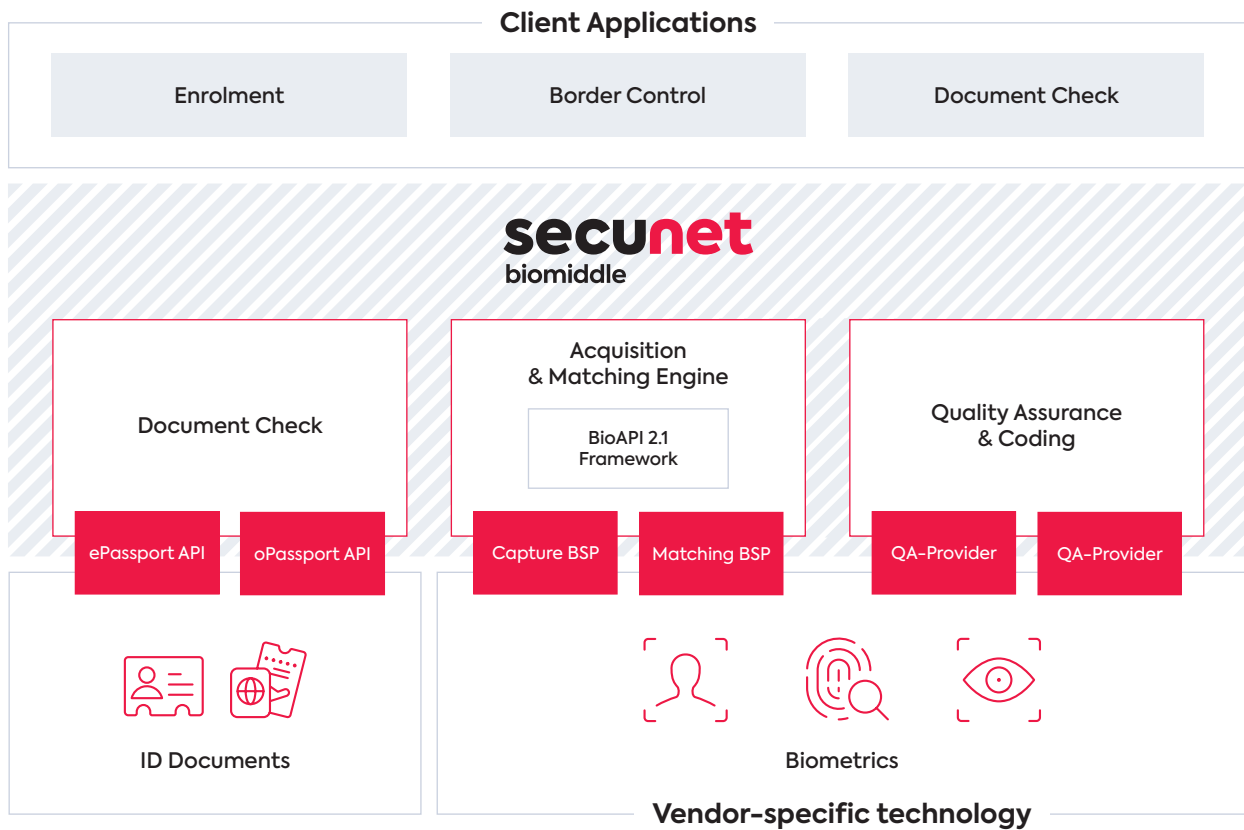 Client Applications
Enrolment
Border Control
Document Check
secunet
biomiddle
Document Check
Acquisition
& Matching Engine
BioAPI 2.1
Framework
Quality Assurance
& Coding
ePassport API
oPassport API
Capture BSP
Matching BSP
QA-Provider
QA-Provider
ID Documents
Biometrics
Vendor-specific technology